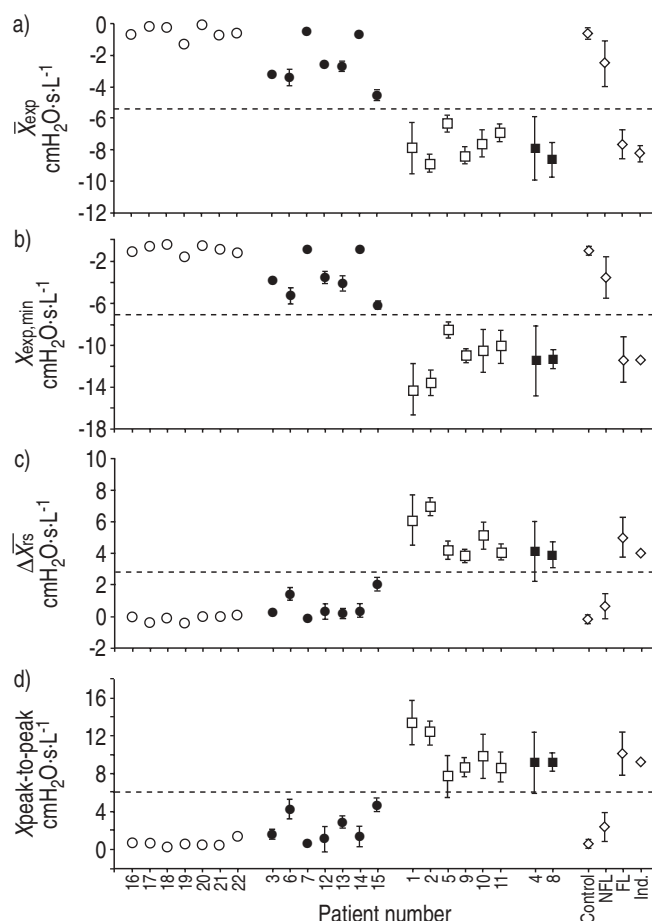 a)
X̄exp
cmH₂O·s·L⁻¹
0
-2
-4
-6
-8
-10
-12
b)
Xexp,min
cmH₂O·s·L⁻¹
-2
-6
-10
-14
-18
c)
ΔX̄rs
cmH₂O·s·L⁻¹
10
8
6
4
2
0
-2
d)
Xpeak-to-peak
cmH₂O·s·L⁻¹
16
12
8
4
0
16 17 18 19 20 21 22 3 6 7 12 13 14 15 1 2 5 9 10 11 4 8 Control NFL FL Ind.
Patient number